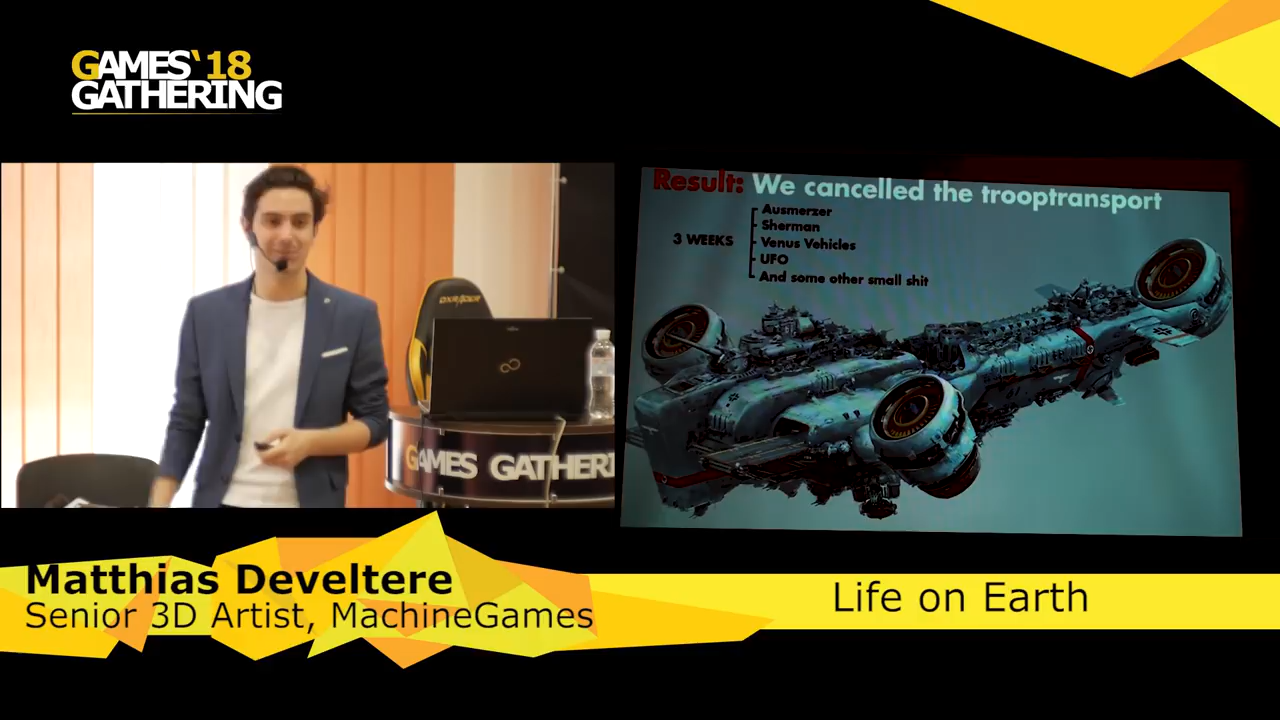 GAMES‘18
GATHERING
Result: We cancelled the trooptransport
Ausmerzer
Sherman
3 WEEKS
Venus Vehicles
UFO
And some other small shit
DXRACER
GAMES GATHERI
Matthias Develtere
Senior 3D Artist, MachineGames
Life on Earth